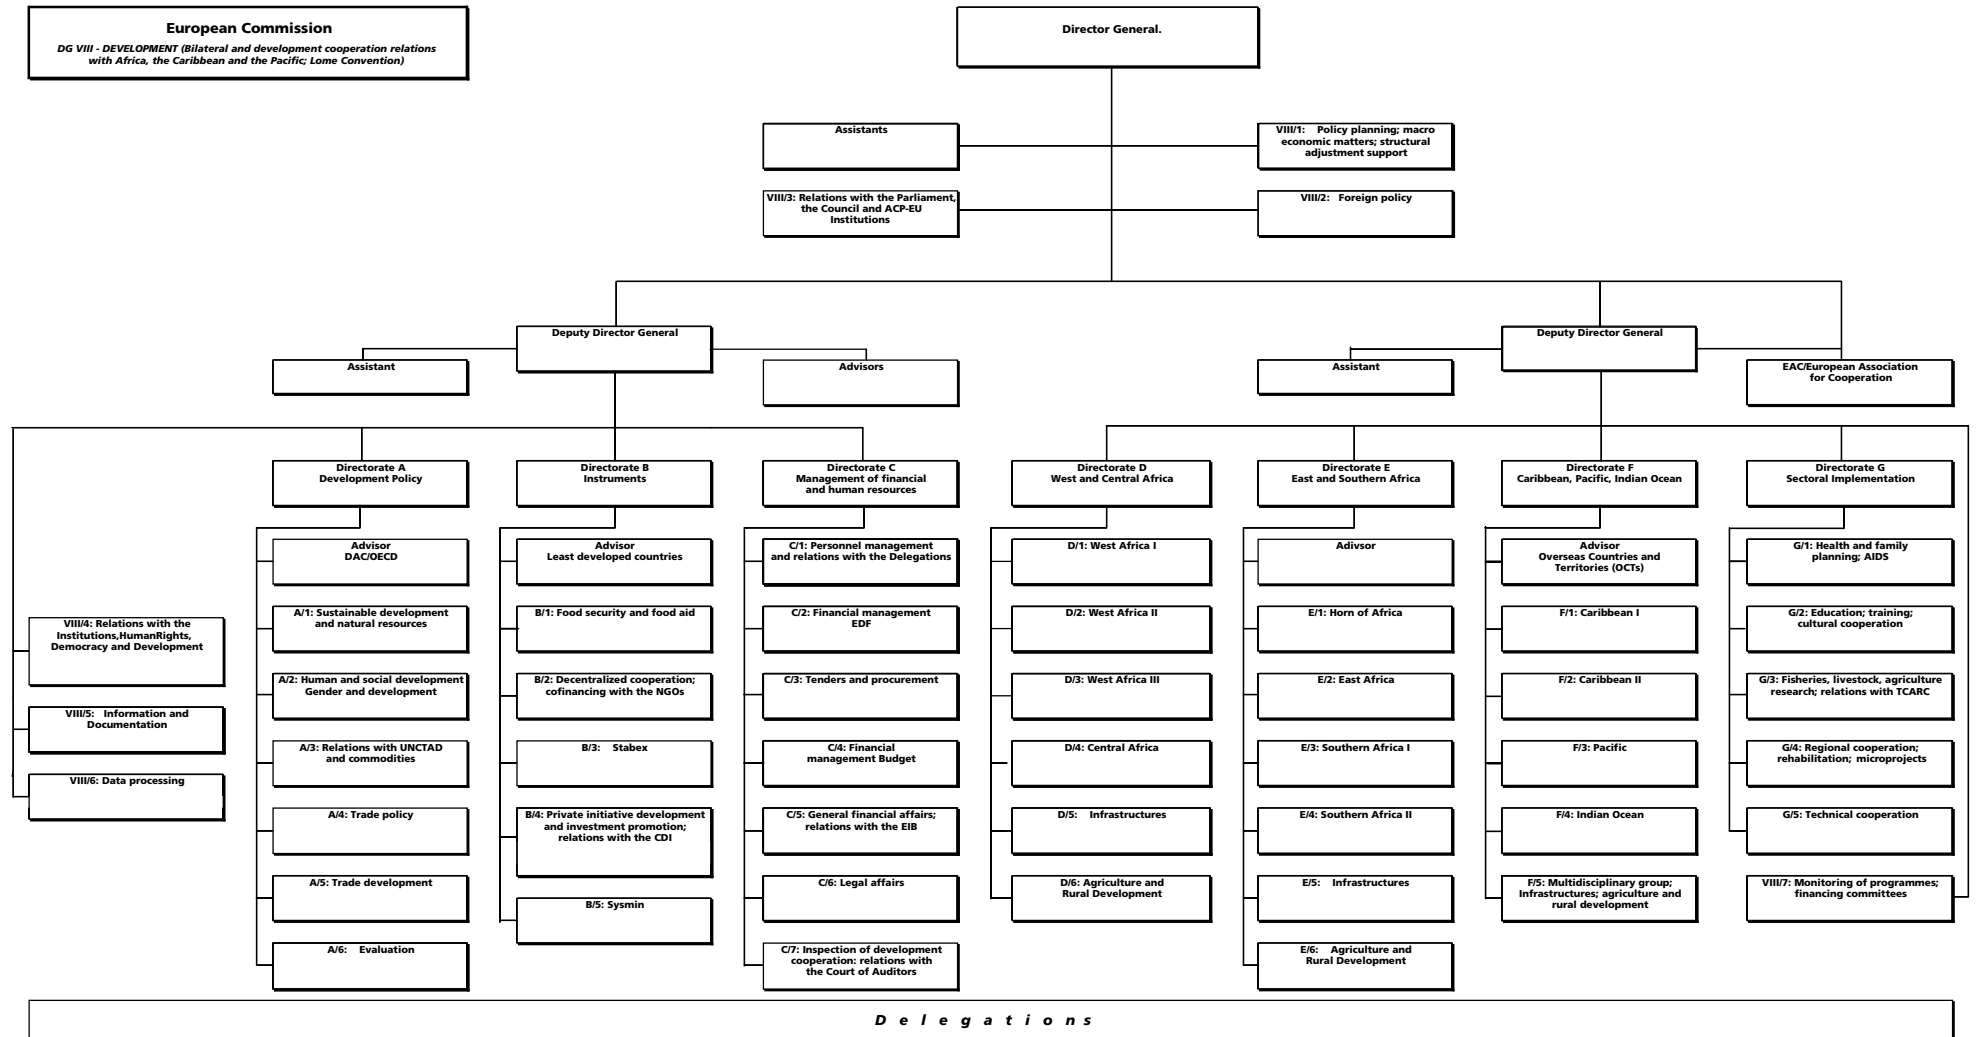 European Commission
DG VIII - DEVELOPMENT (Bilateral and development cooperation relations
with Africa, the Caribbean and the Pacific; Lome Convention)
Director General.
Assistants
VIII/1: Policy planning; macro
economic matters; structural
adjustment support
VIII/3: Relations with the Parliament,
the Council and ACP-EU
Institutions
VIII/2: Foreign policy
Deputy Director General
Assistant
Advisors
Deputy Director General
Assistant
EAC/European Association
for Cooperation
VIII/4: Relations with the
Institutions,HumanRights,
Democracy and Development
VIII/5: Information and
Documentation
VIII/6: Data processing
Directorate A
Development Policy
Advisor
DAC/OECD
A/1: Sustainable development
and natural resources
A/2: Human and social development
Gender and development
A/3: Relations with UNCTAD
and commodities
A/4: Trade policy
A/5: Trade development
A/6: Evaluation
Directorate B
Instruments
Advisor
Least developed countries
B/1: Food security and food aid
B/2: Decentralized cooperation;
cofinancing with the NGOs
B/3: Stabex
B/4: Private initiative development
and investment promotion;
relations with the CDI
B/5: Sysmin
Directorate C
Management of financial
and human resources
C/1: Personnel management
and relations with the Delegations
C/2: Financial management
EDF
C/3: Tenders and procurement
C/4: Financial
management Budget
C/5: General financial affairs;
relations with the EIB
C/6: Legal affairs
C/7: Inspection of development
cooperation: relations with
the Court of Auditors
Directorate D
West and Central Africa
D/1: West Africa I
D/2: West Africa II
D/3: West Africa III
D/4: Central Africa
D/5: Infrastructures
D/6: Agriculture and
Rural Development
Directorate E
East and Southern Africa
Adivsor
E/1: Horn of Africa
E/2: East Africa
E/3: Southern Africa I
E/4: Southern Africa II
E/5: Infrastructures
E/6: Agriculture and
Rural Development
Directorate F
Caribbean, Pacific, Indian Ocean
Advisor
Overseas Countries and
Territories (OCTs)
F/1: Caribbean I
F/2: Caribbean II
F/3: Pacific
F/4: Indian Ocean
F/5: Multidisciplinary group;
Infrastructures; agriculture and
rural development
Directorate G
Sectoral Implementation
G/1: Health and family
planning; AIDS
G/2: Education; training;
cultural cooperation
G/3: Fisheries, livestock, agriculture
research; relations with TCARC
G/4: Regional cooperation;
rehabilitation; microprojects
G/5: Technical cooperation
VIII/7: Monitoring of programmes;
financing committees
Delegations